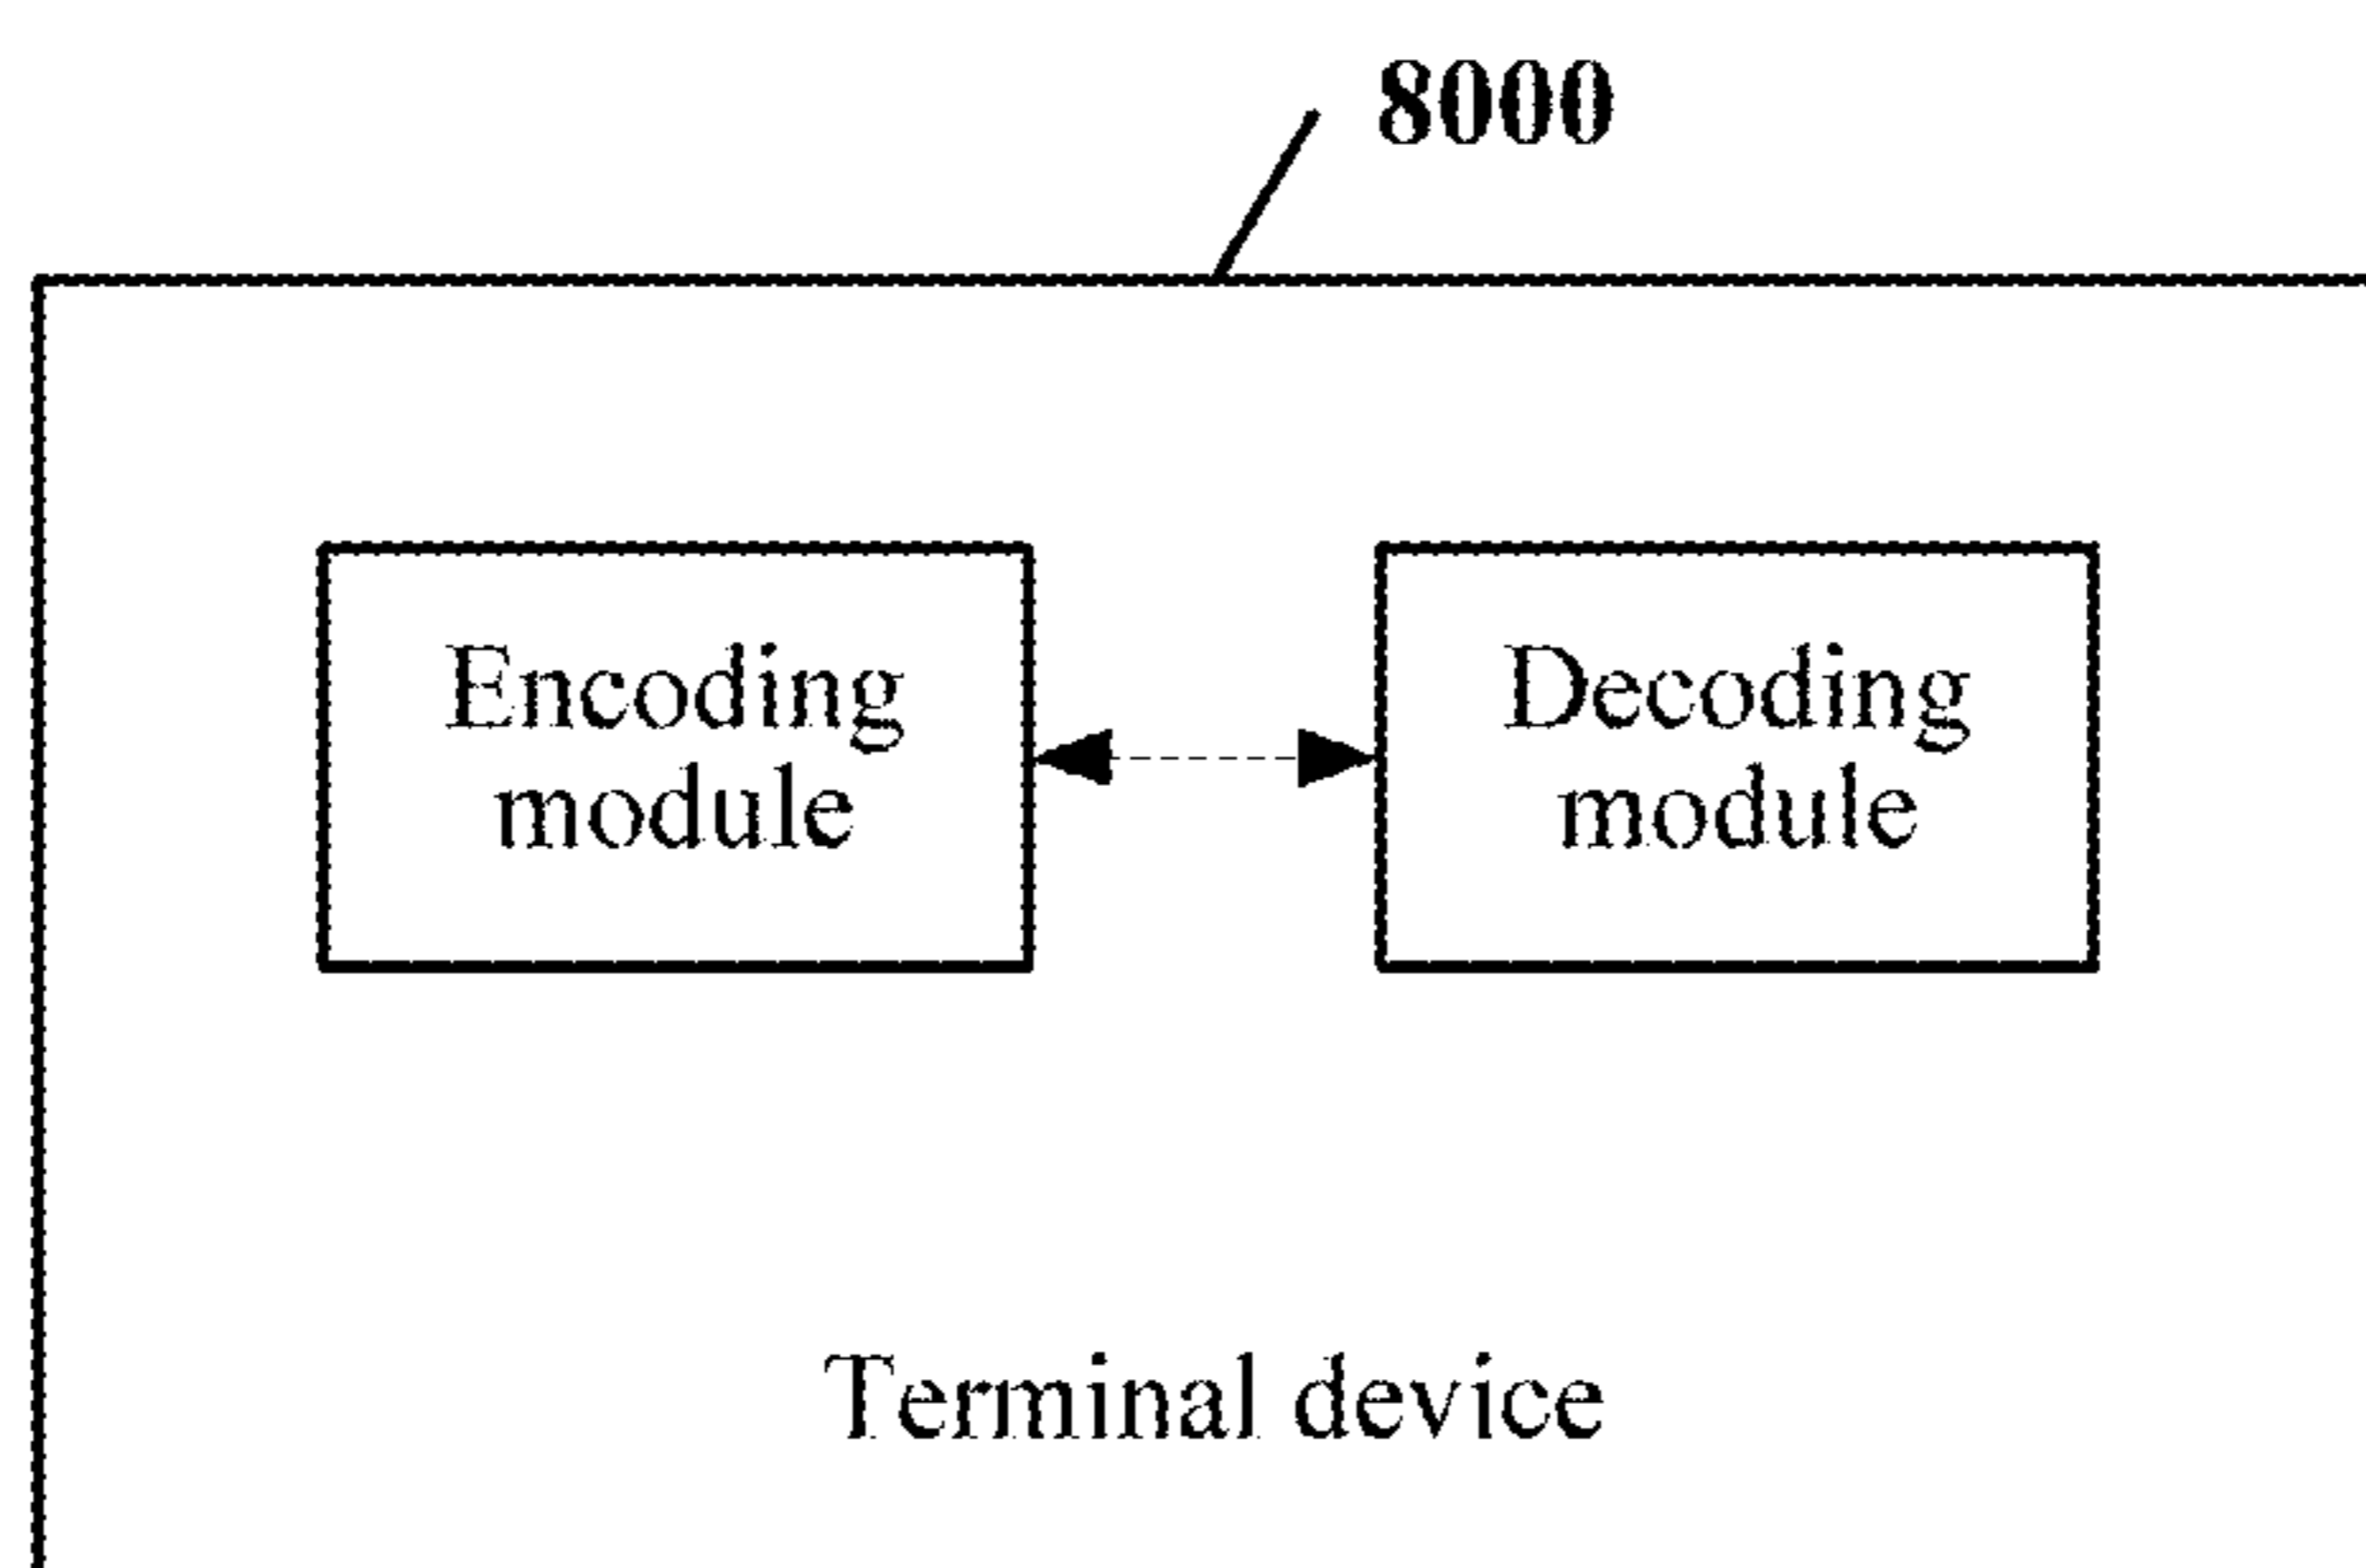 8000
Encoding
module
Decoding
module
Terminal device